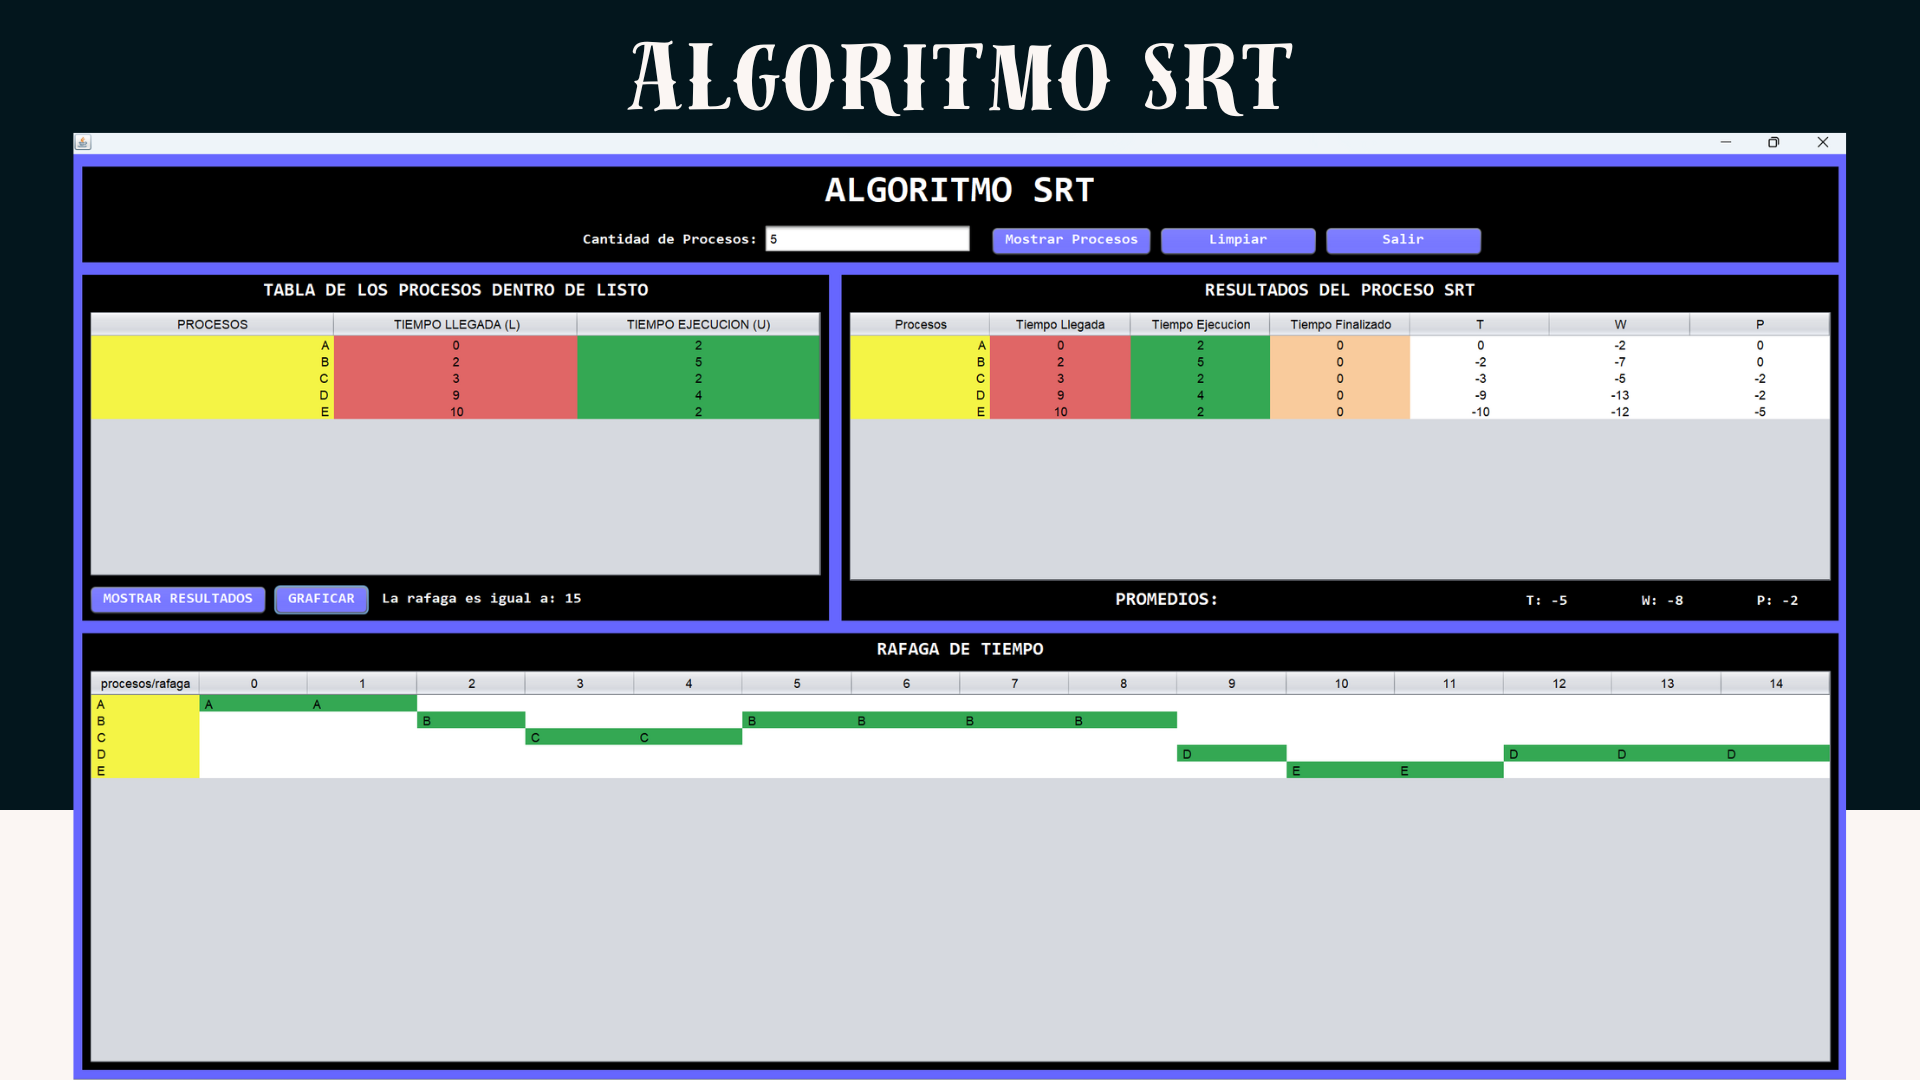 ALGORITMO SRT
ALGORITMO SRT
Cantidad de Procesos: 5 Mostrar Procesos Limpiar Salir
TABLA DE LOS PROCESOS DENTRO DE LISTO
PROCESOS TIEMPO LLEGADA (L) TIEMPO EJECUCION (U)
A 0 2
B 2 5
C 3 2
D 9 4
E 10 2
MOSTRAR RESULTADOS GRAFICAR La rafaga es igual a: 15
RESULTADOS DEL PROCESO SRT
Procesos Tiempo Llegada Tiempo Ejecucion Tiempo Finalizado T W P
A 0 2 0 0 -2 0
B 2 5 0 -2 -7 0
C 3 2 0 -3 -5 -2
D 9 4 0 -9 -13 -2
E 10 2 0 -10 -12 -5
PROMEDIOS: T: -5 W: -8 P: -2
RAFAGA DE TIEMPO
procesos/rafaga 0 1 2 3 4 5 6 7 8 9 10 11 12 13 14
A A A
B B B B B B
C C C
D D D D D
E E E